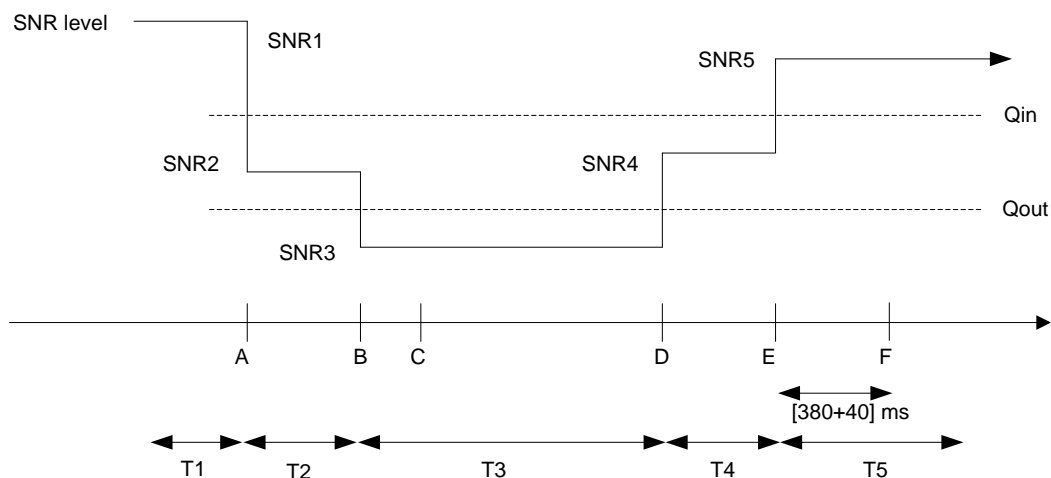 SNR level
SNR1
SNR5
Qin
SNR2
SNR4
Qout
SNR3
A B C D E F
[380+40] ms
T1 T2 T3 T4 T5